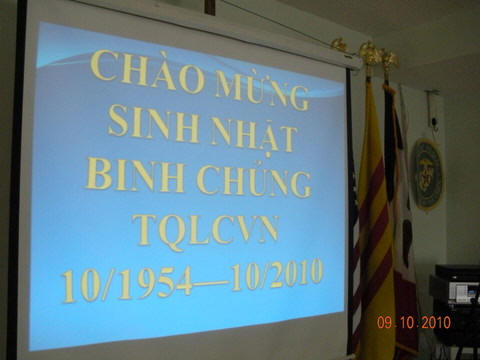 CHÀO MỪNG
SINH NHẬT
BINH CHỦNG
TQLCVN
10/1954—10/2010
09.10.2010